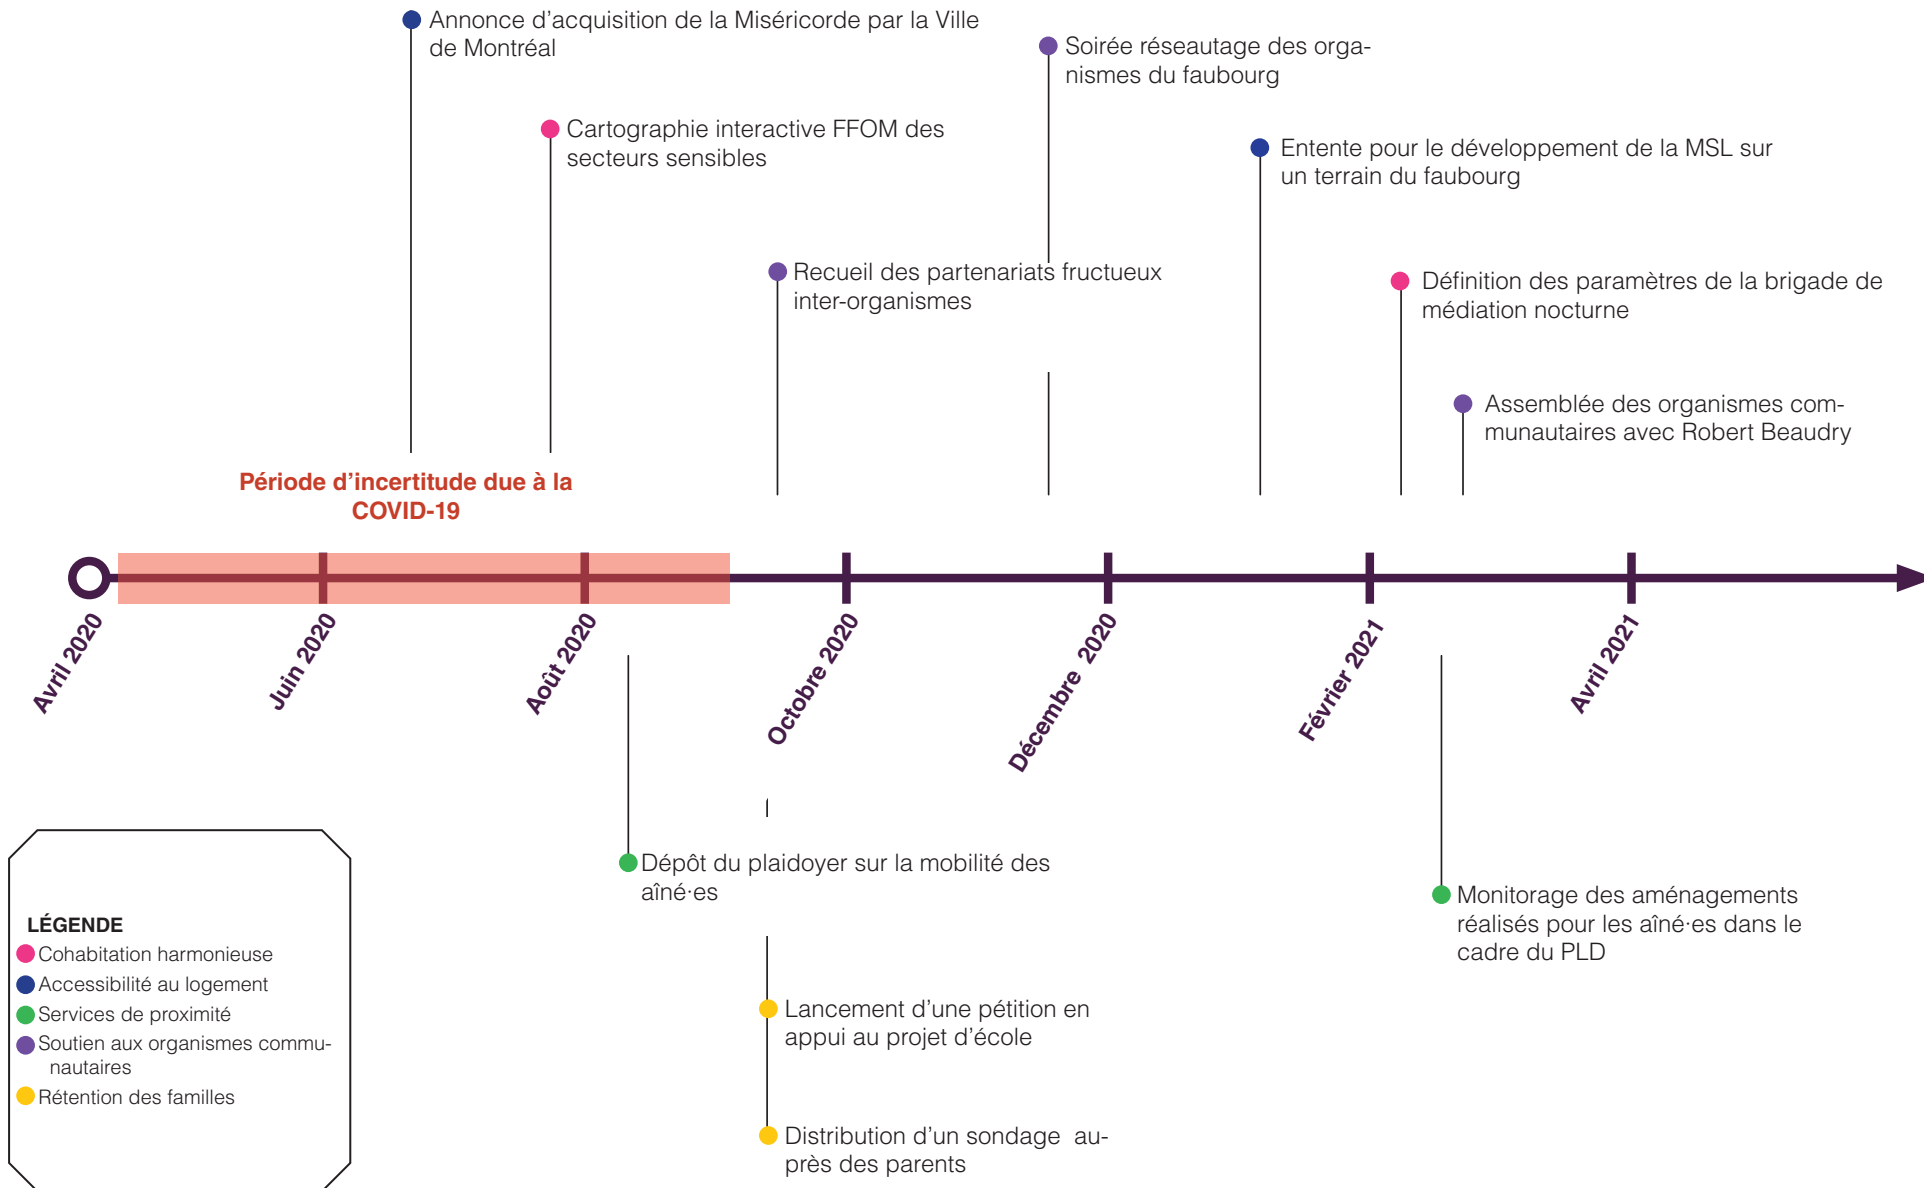 Annonce d’acquisition de la Miséricorde par la Ville
de Montréal
Soirée réseautage des orga-
nismes du faubourg
Cartographie interactive FFOM des
secteurs sensibles
Entente pour le développement de la MSL sur
un terrain du faubourg
Recueil des partenariats fructueux
inter-organismes
Définition des paramètres de la brigade de
médiation nocturne
Assemblée des organismes com-
munautaires avec Robert Beaudry
Période d’incertitude due à la
COVID-19
Avril 2020
Juin 2020
Août 2020
Octobre 2020
Décembre 2020
Février 2021
Avril 2021
Dépôt du plaidoyer sur la mobilité des
aîné·es
Monitorage des aménagements
réalisés pour les aîné·es dans le
cadre du PLD
Lancement d’une pétition en
appui au projet d’école
Distribution d’un sondage au-
près des parents
LÉGENDE
Cohabitation harmonieuse
Accessibilité au logement
Services de proximité
Soutien aux organismes commu-
nautaires
Rétention des familles